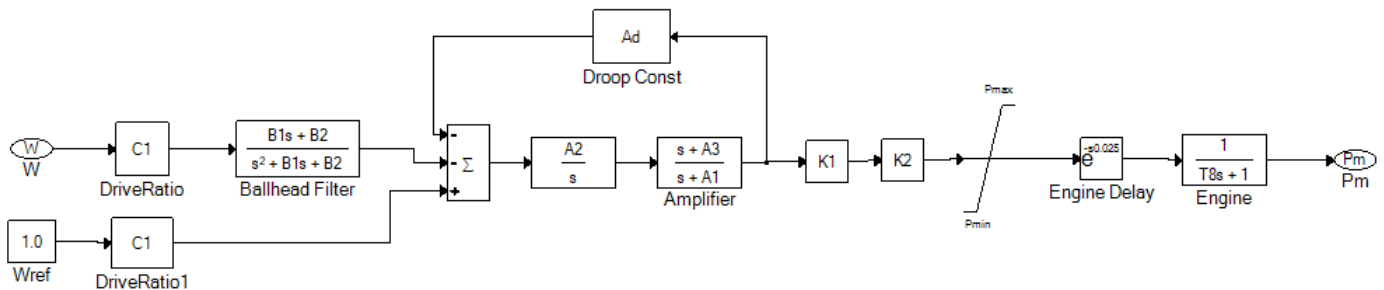 Ad
Droop Const
Pmax
W
W
C1
DriveRatio
B1s + B2
s² + B1s + B2
Ballhead Filter
-
-
+
Σ
A2
s
s + A3
s + A1
Amplifier
K1
K2
Pmin
e-s0.025
Engine Delay
1
T8s + 1
Engine
Pm
Pm
1.0
Wref
C1
DriveRatio1